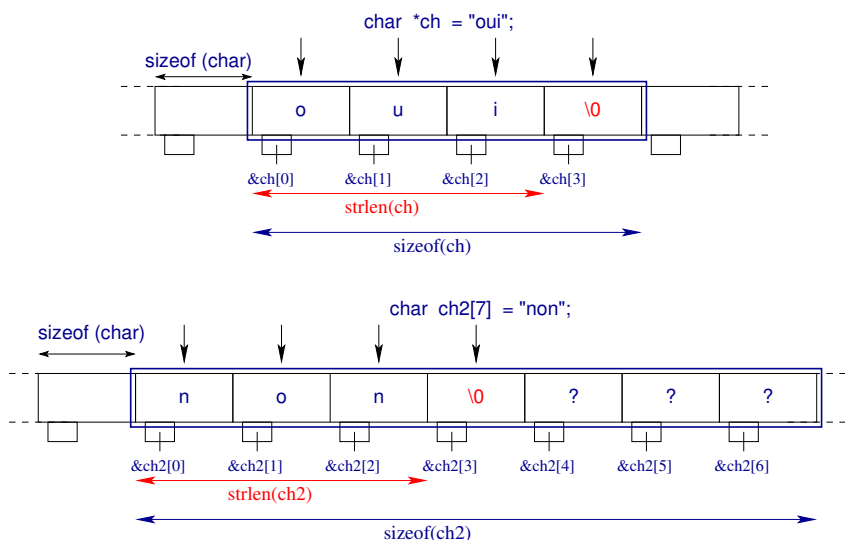 char *ch = "oui";
sizeof (char)
o u i \0
&ch[0] &ch[1] &ch[2] &ch[3]
strlen(ch)
sizeof(ch)
char ch2[7] = "non";
sizeof (char)
n o n \0 ? ? ?
&ch2[0] &ch2[1] &ch2[2] &ch2[3] &ch2[4] &ch2[5] &ch2[6]
strlen(ch2)
sizeof(ch2)